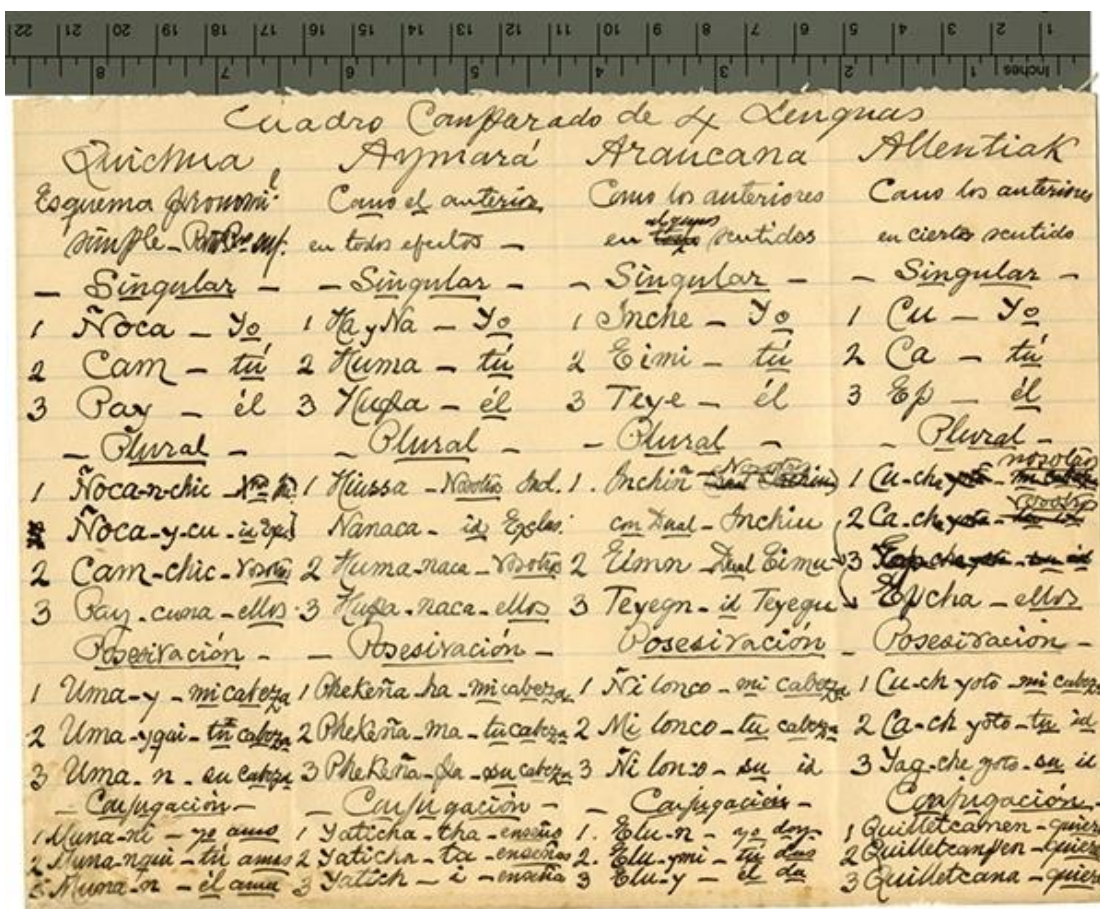 Cuadro Comparado de 4 Lenguas
Quichua Aymará Araucana Allentiak
Esquema pronomi- Como el anterior Como los anteriores Como los anteriores
simple en todos efectos - en algunos sentidos en cierto sentido
- Singular - - Singular - - Singular - - Singular -
1 Ñoca - Yo 1 Ha y Na - Yo 1 Inche - Yo 1 Cu - Yo
2 Cam - tú 2 Huma - tú 2 Eimi - tú 2 Ca - tú
3 Pay - él 3 Hupa - él 3 Teye - él 3 Ep - él
- Plural - - Plural - - Plural - - Plural -
1 Ñoca-n-chic 1 Hiussa - Nosotros Incl. 1. Inchiñ 1 Cu-cha nosotros
Ñoca-y-cu - Nanaca - id Exclus. con Dual - Inchiu 2 Ca-cha
2 Cam-chic - Vosotros 2 Huma-naca - Vosotros 2 Eimn Dual Eimu 3
3 Pay-cuna - ellos 3 Hupa-naca - ellos 3 Teyegn - id Teyegu Epcha - ellos
Posesivación - - Posesivación - Posesivación - Posesivación -
1 Uma-y - mi cabeza 1 Phekeña ha - mi cabeza 1 Ñi lonco - mi cabeza 1 Cu-ch yoto - mi cabeza
2 Uma-yqui - tu cabeza 2 Phekeña-ma - tu cabeza 2 Mi lonco - tu cabeza 2 Ca-ch yoto - tu id
3 Uma-n - su cabeza 3 Phekeña-pa - su cabeza 3 Ñi lonco - su id 3 Yag-che yoto - su id
- Conjugación - - Conjugación - - Conjugación - Conjugación -
1 Muna-ni - yo amo 1 Yaticha-tha - enseño 1. Elu-n - yo doy 1 Quilletcamen - quiero
2 Muna-nqui - tú amas 2 Yaticha-ta - enseñas 2. Elu-ymi - tu das 2 Quilletcanpen -
3 Muna-n - él ama 3 Yatich - i - enseña 3 Elu-y - el da 3 Quilletcana - quiere